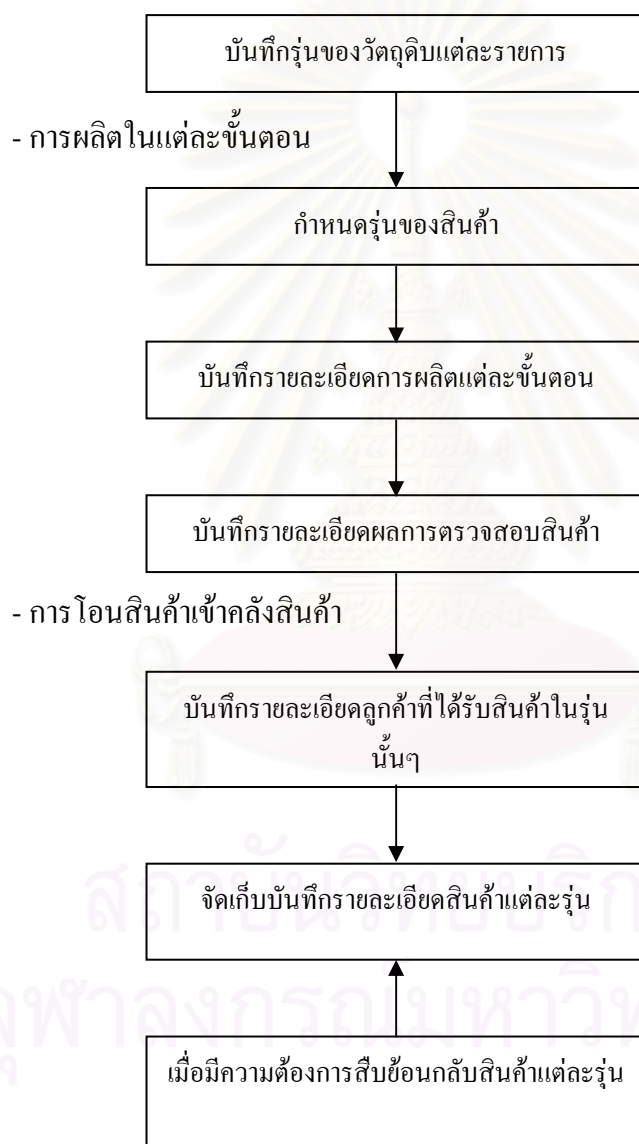 บันทึกรุ่นของวัตถุดิบแต่ละรายการ
- การผลิตในแต่ละขั้นตอน
กำหนดรุ่นของสินค้า
บันทึกรายละเอียดการผลิตแต่ละขั้นตอน
บันทึกรายละเอียดผลการตรวจสอบสินค้า
- การโอนสินค้าเข้าคลังสินค้า
บันทึกรายละเอียดลูกค้าที่ได้รับสินค้าในรุ่น
นั้นๆ
จัดเก็บบันทึกรายละเอียดสินค้าแต่ละรุ่น
เมื่อมีความต้องการสืบย้อนกลับสินค้าแต่ละรุ่น